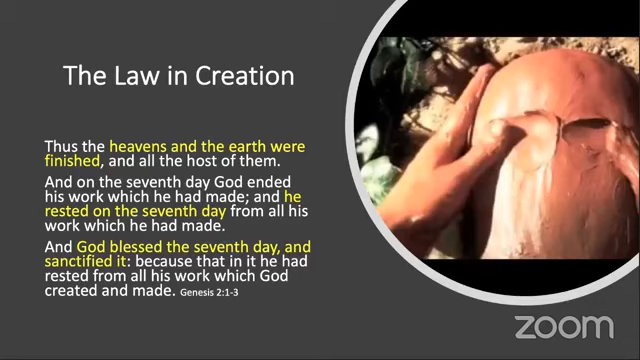 The Law in Creation
Thus the heavens and the earth were
finished, and all the host of them.
And on the seventh day God ended
his work which he had made; and he
rested on the seventh day from all his
work which he had made.
And God blessed the seventh day, and
sanctified it: because that in it he had
rested from all his work which God
created and made. Genesis 2:1-3
zoom